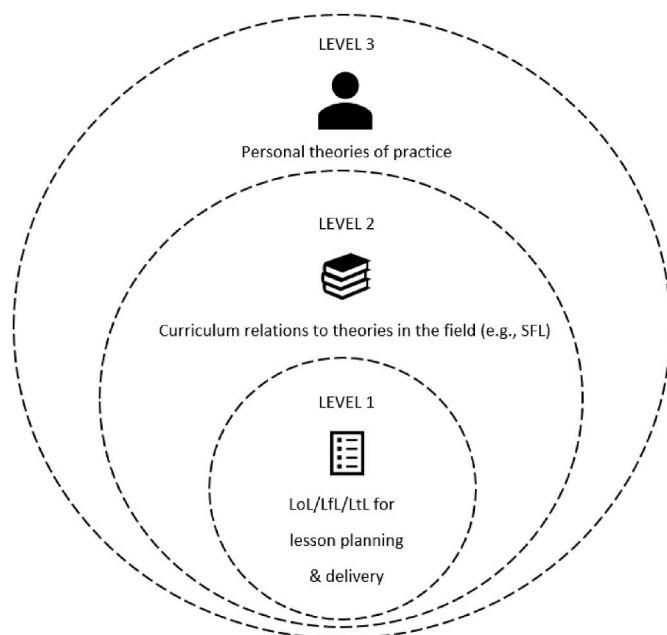 LEVEL 3
Personal theories of practice
LEVEL 2
Curriculum relations to theories in the field (e.g., SFL)
LEVEL 1
LoL/LfL/LtL for
lesson planning
& delivery